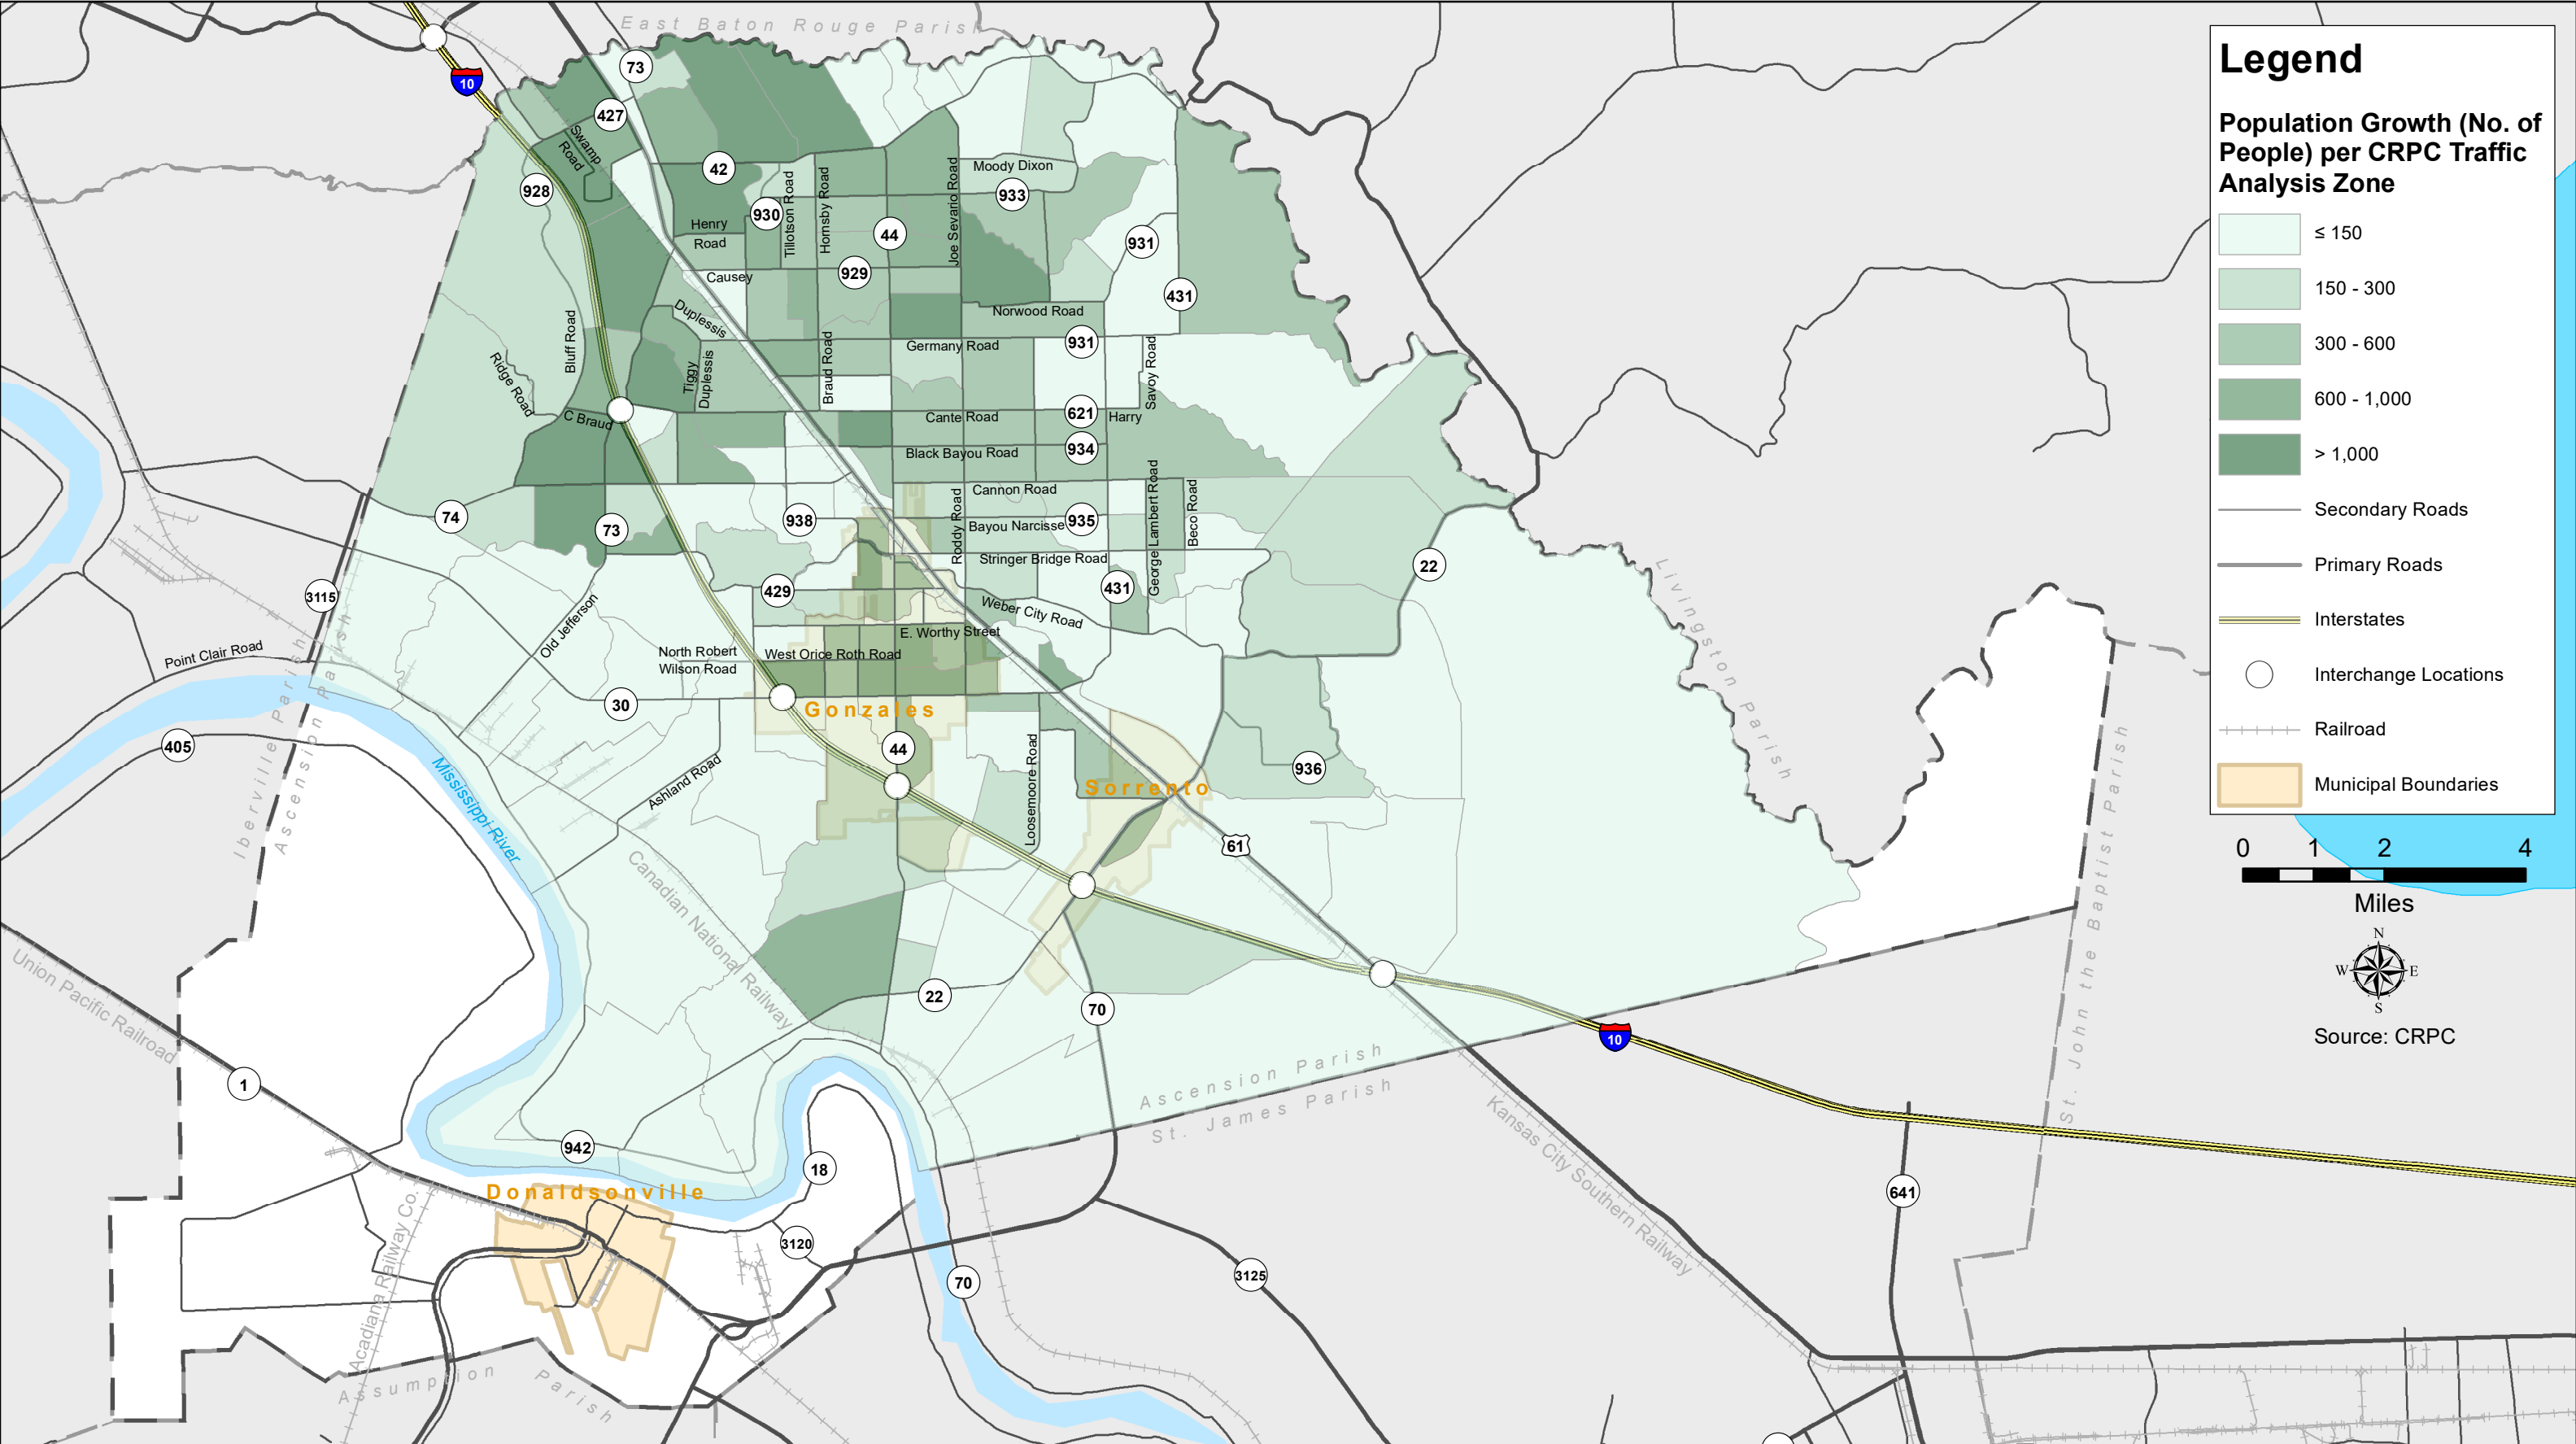 East Baton Rouge Parish
73
10
427
Swamp
Road
42
928
Moody Dixon
933
930
Tillotson Road
Hornsby Road
Joe Sevario Road
Henry
Road
44
931
929
Causey
431
Duplessis
Norwood Road
Bluff Road
Germany Road
931
Ridge Road
Tiggy
Duplessis
Braud Road
Savoy Road
C Braud
Cante Road
621
Harry
934
Black Bayou Road
Cannon Road
George Lambert Road
Beco Road
74
73
938
Roddy Road
Bayou Narcisse
935
Stringer Bridge Road
22
3115
429
431
Weber City Road
Old Jefferson
E. Worthy Street
Livingston Parish
Point Clair Road
North Robert
Wilson Road
West Orice Roth Road
Iberville Parish
Ascension Parish
30
Gonzales
405
44
Loosemoore Road
936
Mississippi River
Ashland Road
Sorrento
61
Canadian National Railway
Union Pacific Railroad
22
70
10
Ascension Parish
St. James Parish
St. John the Baptist Parish
1
Kansas City Southern Railway
942
18
Donaldsonville
641
3120
Acadiana Railway Co.
70
3125
Assumption Parish
Legend
Population Growth (No. of
People) per CRPC Traffic
Analysis Zone
≤ 150
150 - 300
300 - 600
600 - 1,000
> 1,000
Secondary Roads
Primary Roads
Interstates
Interchange Locations
Railroad
Municipal Boundaries
0 1 2 4
Miles
N
W E
S
Source: CRPC